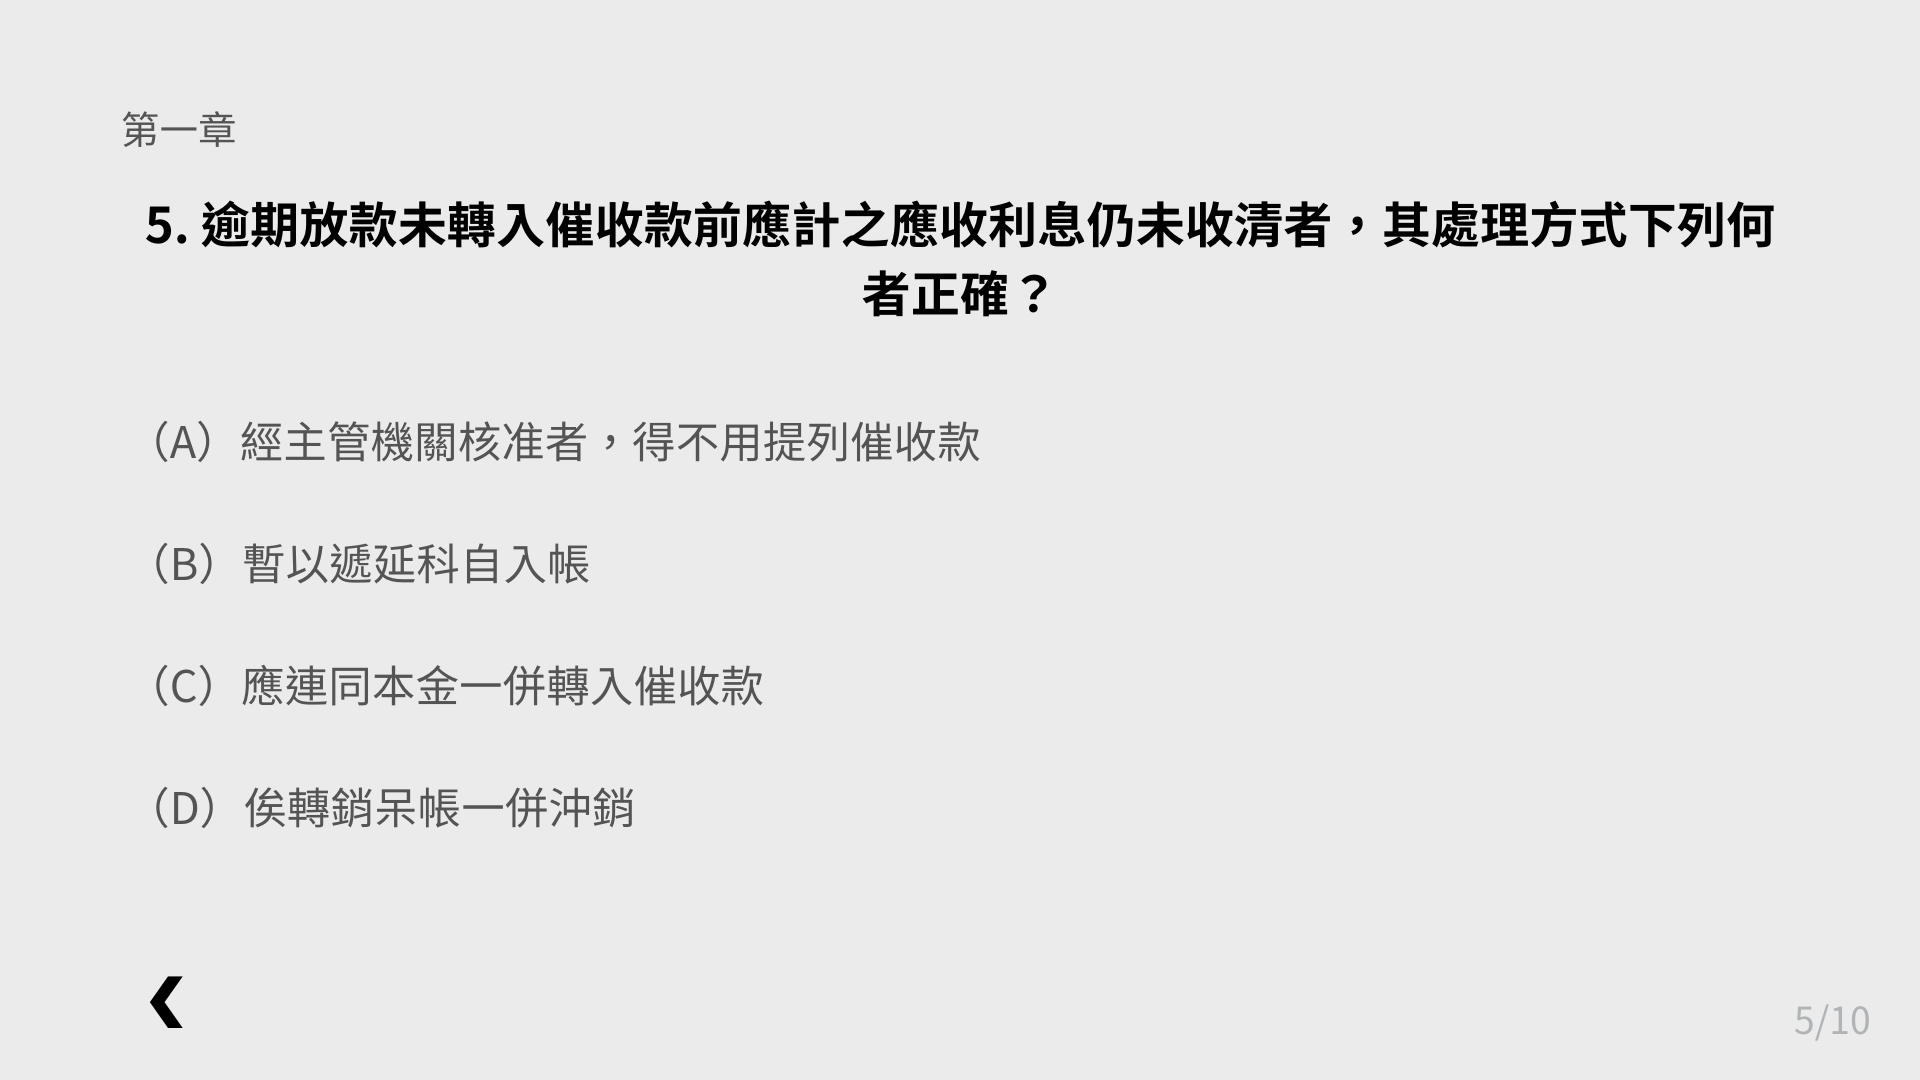 第一章
5. 逾期放款未轉入催收款前應計之應收利息仍未收清者，其處理方式下列何
者正確？
（A）經主管機關核准者，得不用提列催收款
（B）暫以遞延科自入帳
（C）應連同本金一併轉入催收款
（D）俟轉銷呆帳一併沖銷
5/10